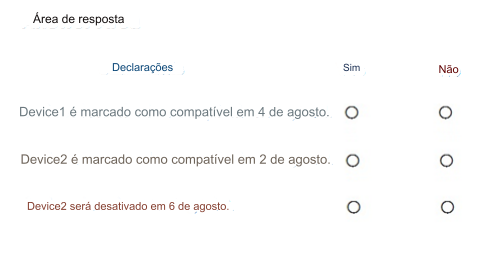 Área de resposta
Declarações Sim Não
Device1 é marcado como compatível em 4 de agosto.
Device2 é marcado como compatível em 2 de agosto.
Device2 será desativado em 6 de agosto.